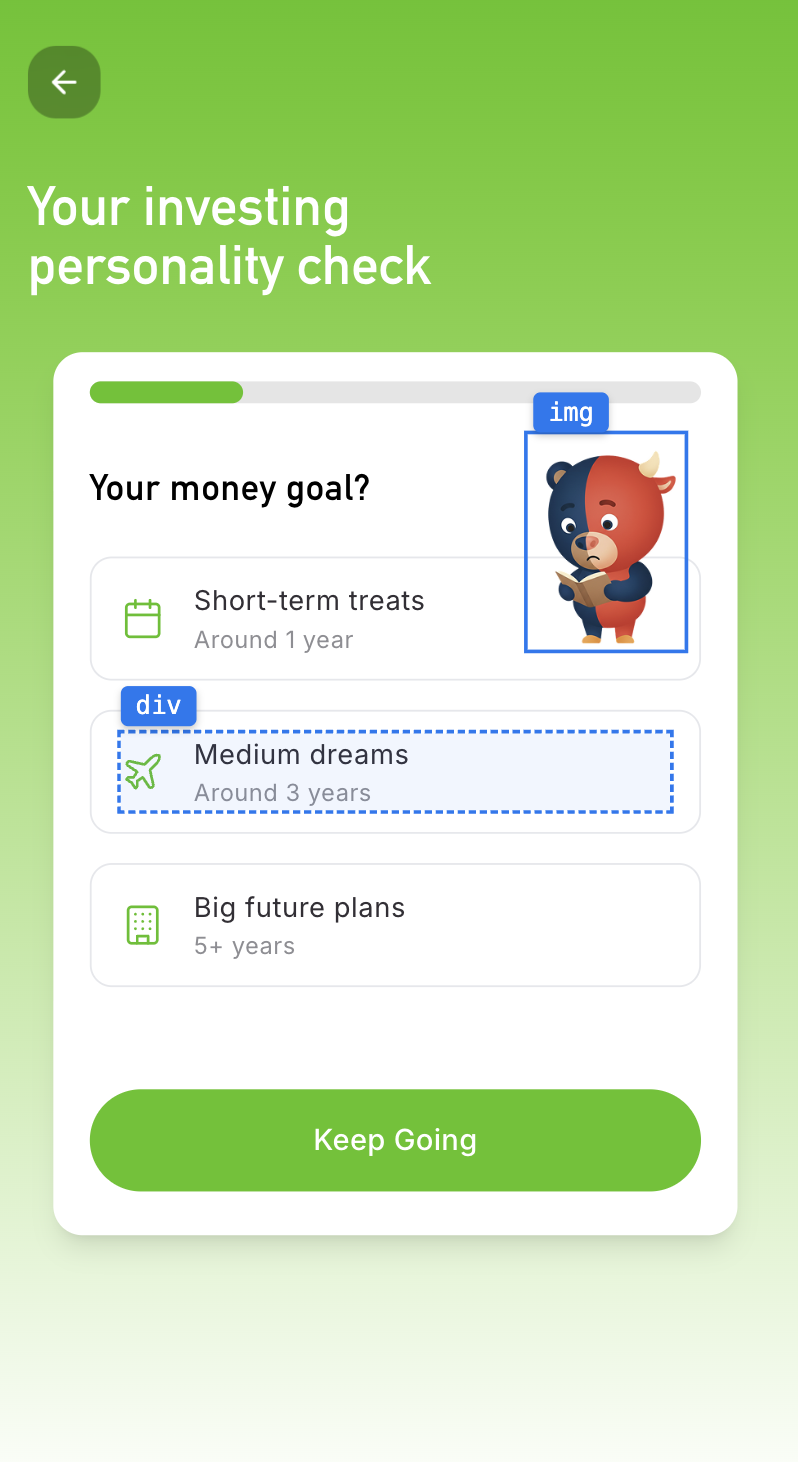 Your investing
personality check
img
Your money goal?
Short-term treats
Around 1 year
div
Medium dreams
Around 3 years
Big future plans
5+ years
Keep Going